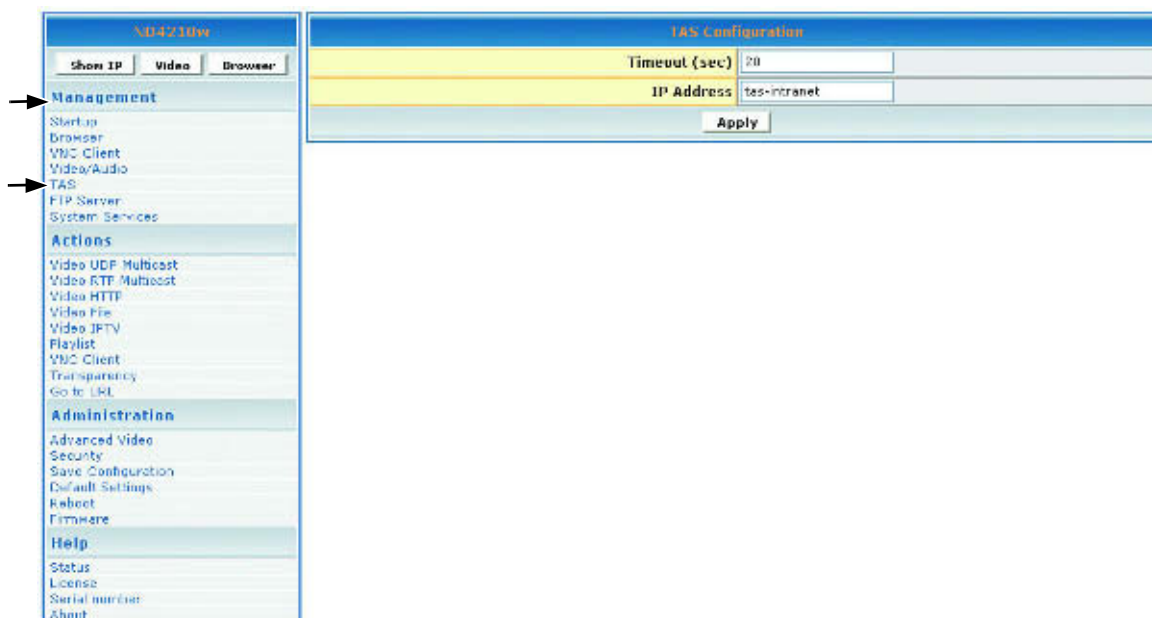 ND4210w
Show IP Video Browser
Management
Startup
Browser
VNC Client
Video/Audio
TAS
FTP Server
System Services
Actions
Video UDP Multicast
Video RTP Multicast
Video HTTP
Video File
Video IPTV
Playlist
VNC Client
Transparency
Go to URL
Administration
Advanced Video
Security
Save Configuration
Default Settings
Reboot
Firmware
Help
Status
License
Serial number
About
TAS Configuration
Timeout (sec) 20
IP Address tas-intranet
Apply